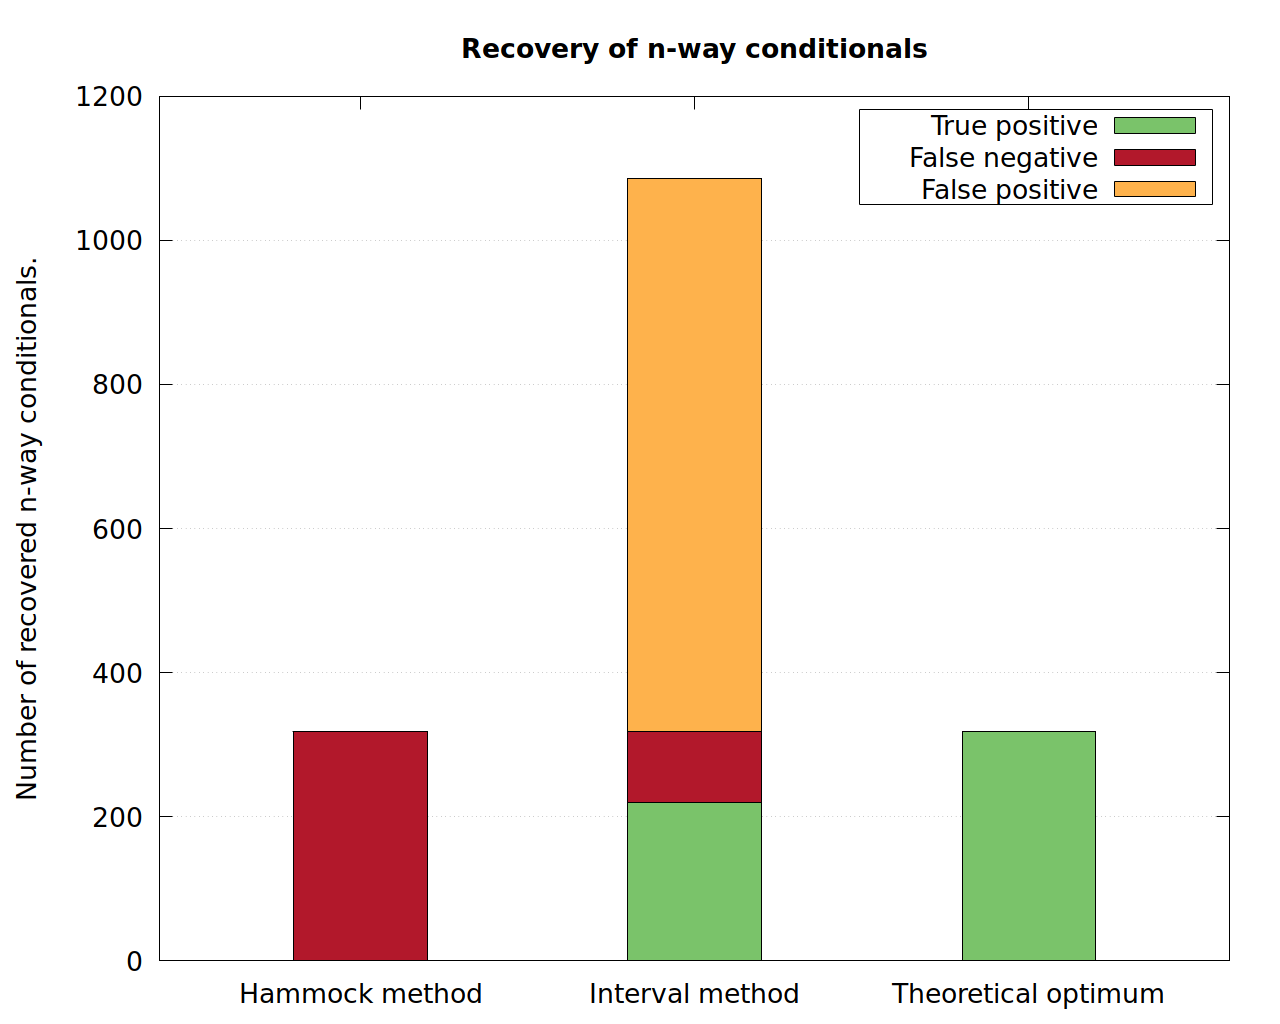 Recovery of n-way conditionals
Number of recovered n-way conditionals.
1200
1000
800
600
400
200
0
True positive
False negative
False positive
Hammock method
Interval method
Theoretical optimum